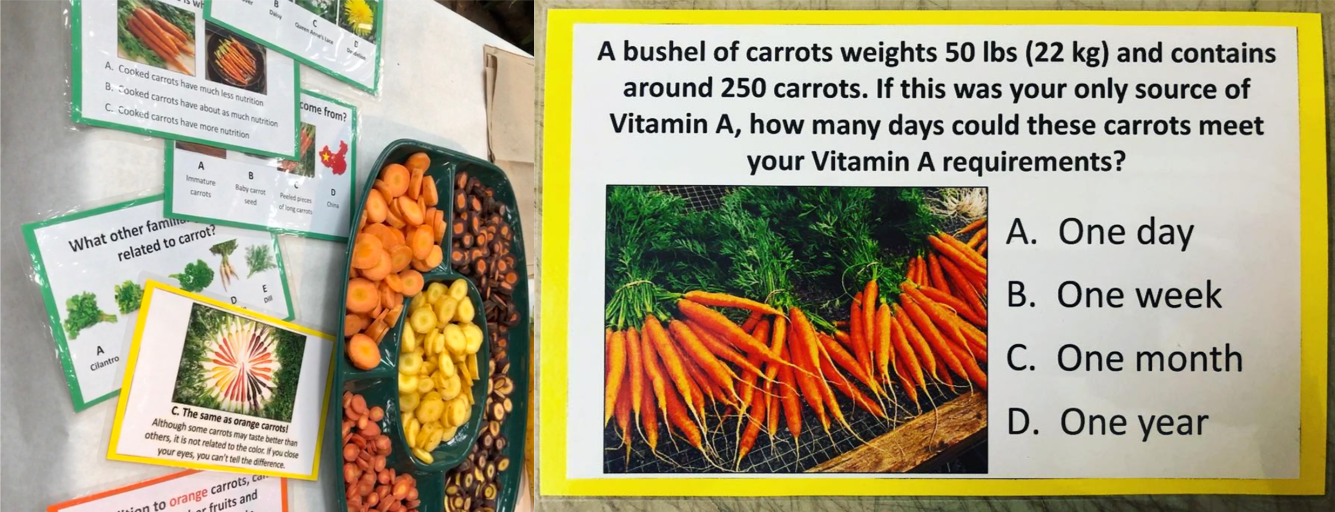 B
Daisy
C
Queen Anne's Lace
D
A. Cooked carrots have much less nutrition
B. Cooked carrots have about as much nutrition
C. Cooked carrots have more nutrition
come from?
A
Immature
carrots
B
Baby carrot
seed
C
Peeled pieces
of long carrots
D
China
What other
related to carrot?
A
Cilantro
D
E
Dill
C. The same as orange carrots!
Although some carrots may taste better than
others, it is not related to the color. If you close
your eyes, you can't tell the difference.
to orange carrots,
fruits and
A bushel of carrots weights 50 lbs (22 kg) and contains
around 250 carrots. If this was your only source of
Vitamin A, how many days could these carrots meet
your Vitamin A requirements?
A. One day
B. One week
C. One month
D. One year